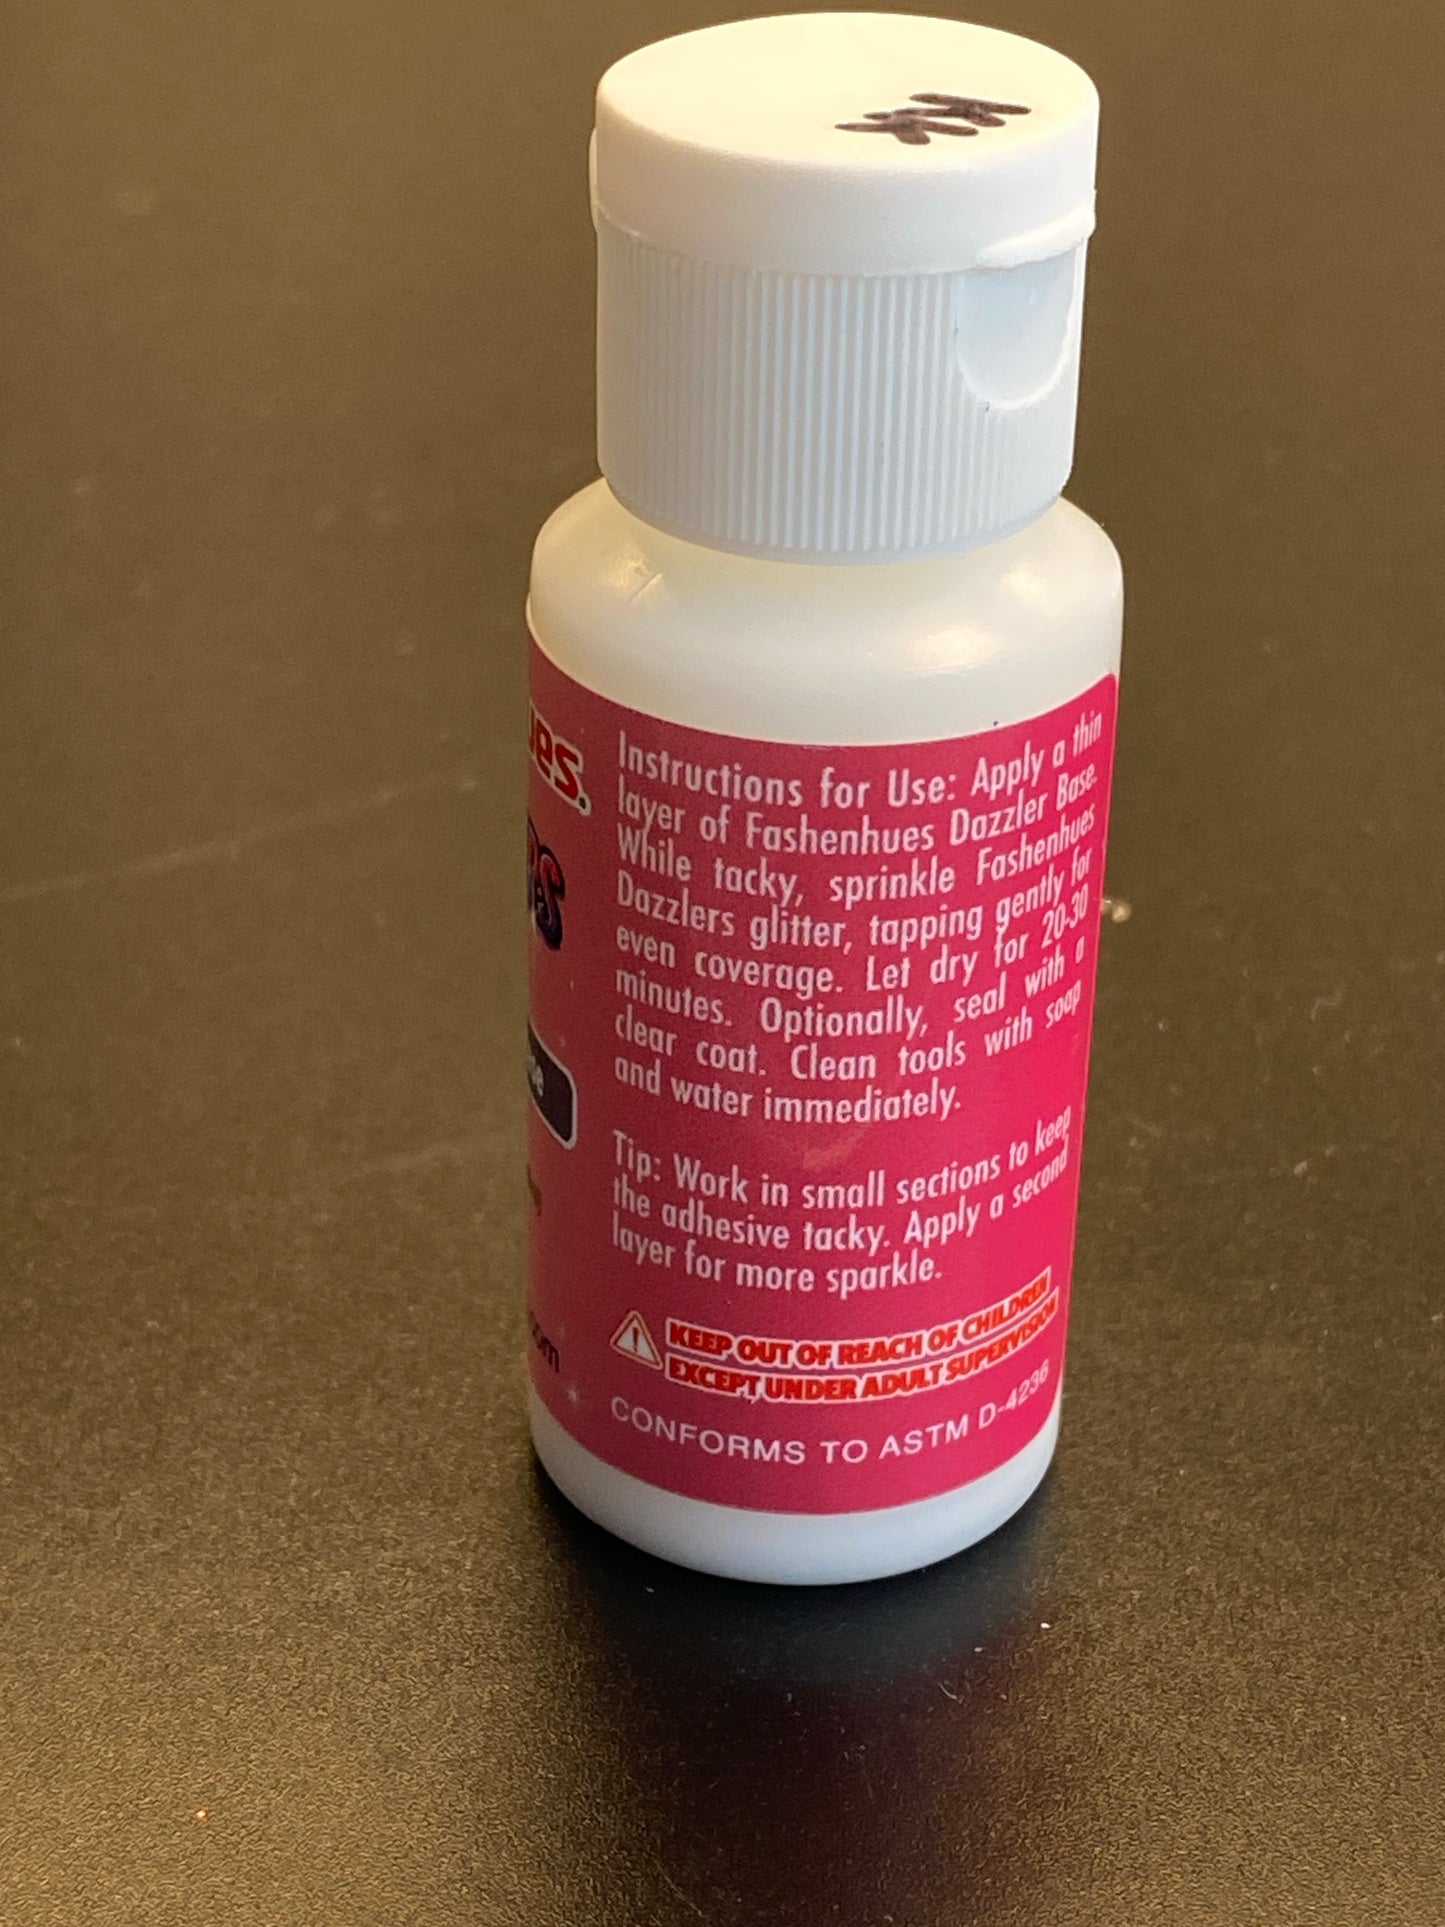 Instructions for Use: Apply a thin
layer of Fashenhues Dazzler Base.
While tacky, sprinkle Fashenhues
Dazzlers glitter, tapping gently for
even coverage. Let dry for 20-30
minutes. Optionally, seal with a
clear coat. Clean tools with soap
and water immediately.
Tip: Work in small sections to keep
the adhesive tacky. Apply a second
layer for more sparkle.
KEEP OUT OF REACH OF CHILDREN
EXCEPT UNDER ADULT SUPERVISION
CONFORMS TO ASTM D-4236